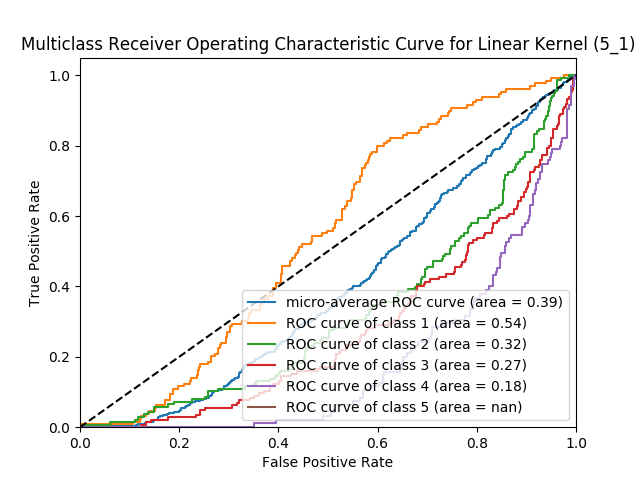 Multiclass Receiver Operating Characteristic Curve for Linear Kernel (5_1)
True Positive Rate
1.0
0.8
0.6
0.4
0.2
0.0
micro-average ROC curve (area = 0.39)
ROC curve of class 1 (area = 0.54)
ROC curve of class 2 (area = 0.32)
ROC curve of class 3 (area = 0.27)
ROC curve of class 4 (area = 0.18)
ROC curve of class 5 (area = nan)
0.0 0.2 0.4 0.6 0.8 1.0
False Positive Rate